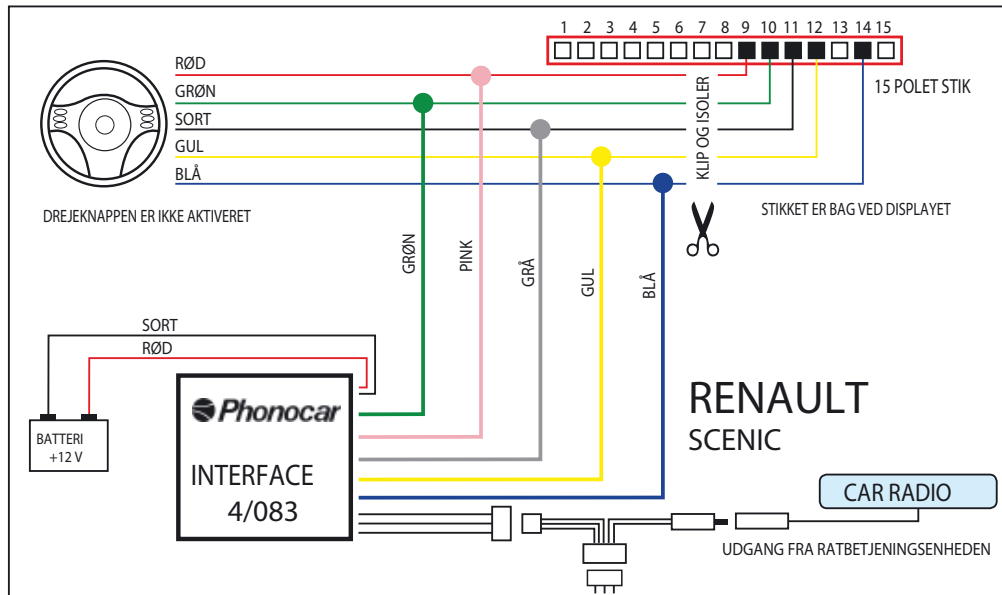 1 2 3 4 5 6 7 8 9 10 11 12 13 14 15
RØD
GRØN
SORT
GUL
BLÅ
15 POLET STIK
KLIP OG ISOLER
DREJEKNAPPEN ER IKKE AKTIVERET
STIKKET ER BAG VED DISPLAYET
GRØN
PINK
GRÅ
GUL
BLÅ
SORT
RØD
BATTERI
+12 V
Phonocar
INTERFACE
4/083
RENAULT
SCENIC
CAR RADIO
UDGANG FRA RATBETJENINGSENHEDEN